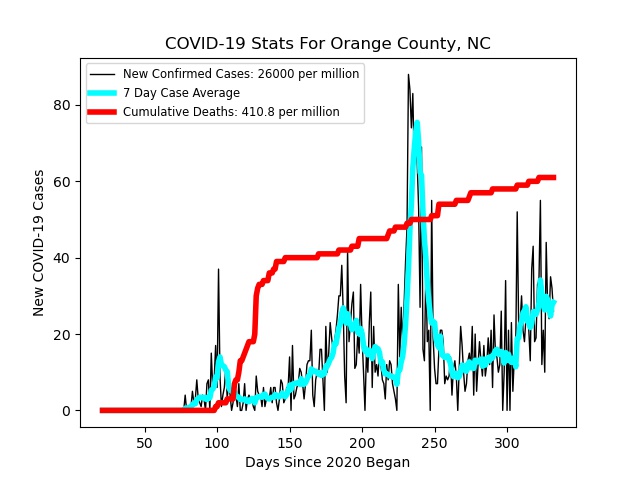 COVID-19 Stats For Orange County, NC
New Confirmed Cases: 26000 per million
7 Day Case Average
Cumulative Deaths: 410.8 per million
New COVID-19 Cases
80
60
40
20
0
50 100 150 200 250 300
Days Since 2020 Began